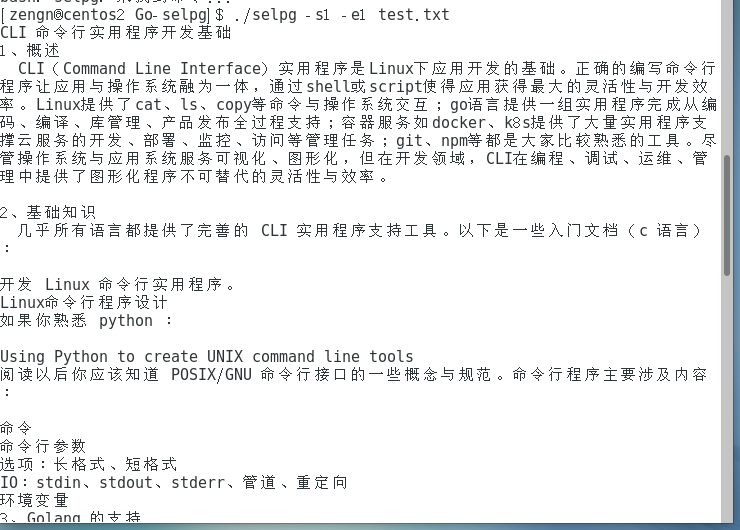 [zengn@centos2 Go-selpg]$ ./selpg -s1 -e1 test.txt
CLI 命令行实用程序开发基础
1、概述
CLI（Command Line Interface）实用程序是Linux下应用开发的基础。正确的编写命令行
程序让应用与操作系统融为一体，通过shell或script使得应用获得最大的灵活性与开发效
率。Linux提供了cat、ls、copy等命令与操作系统交互；go语言提供一组实用程序完成从编
码、编译、库管理、产品发布全过程支持；容器服务如docker、k8s提供了大量实用程序支
撑云服务的开发、部署、监控、访问等管理任务；git、npm等都是大家比较熟悉的工具。尽
管操作系统与应用系统服务可视化、图形化，但在开发领域，CLI在编程、调试、运维、管
理中提供了图形化程序不可替代的灵活性与效率。
2、基础知识
几乎所有语言都提供了完善的 CLI 实用程序支持工具。以下是一些入门文档（c 语言）
：
开发 Linux 命令行实用程序。
Linux命令行程序设计
如果你熟悉 python ：
Using Python to create UNIX command line tools
阅读以后你应该知道 POSIX/GNU 命令行接口的一些概念与规范。命令行程序主要涉及内容
：
命令
命令行参数
选项：长格式、短格式
IO：stdin、stdout、stderr、管道、重定向
环境变量
3、Golang 的支持